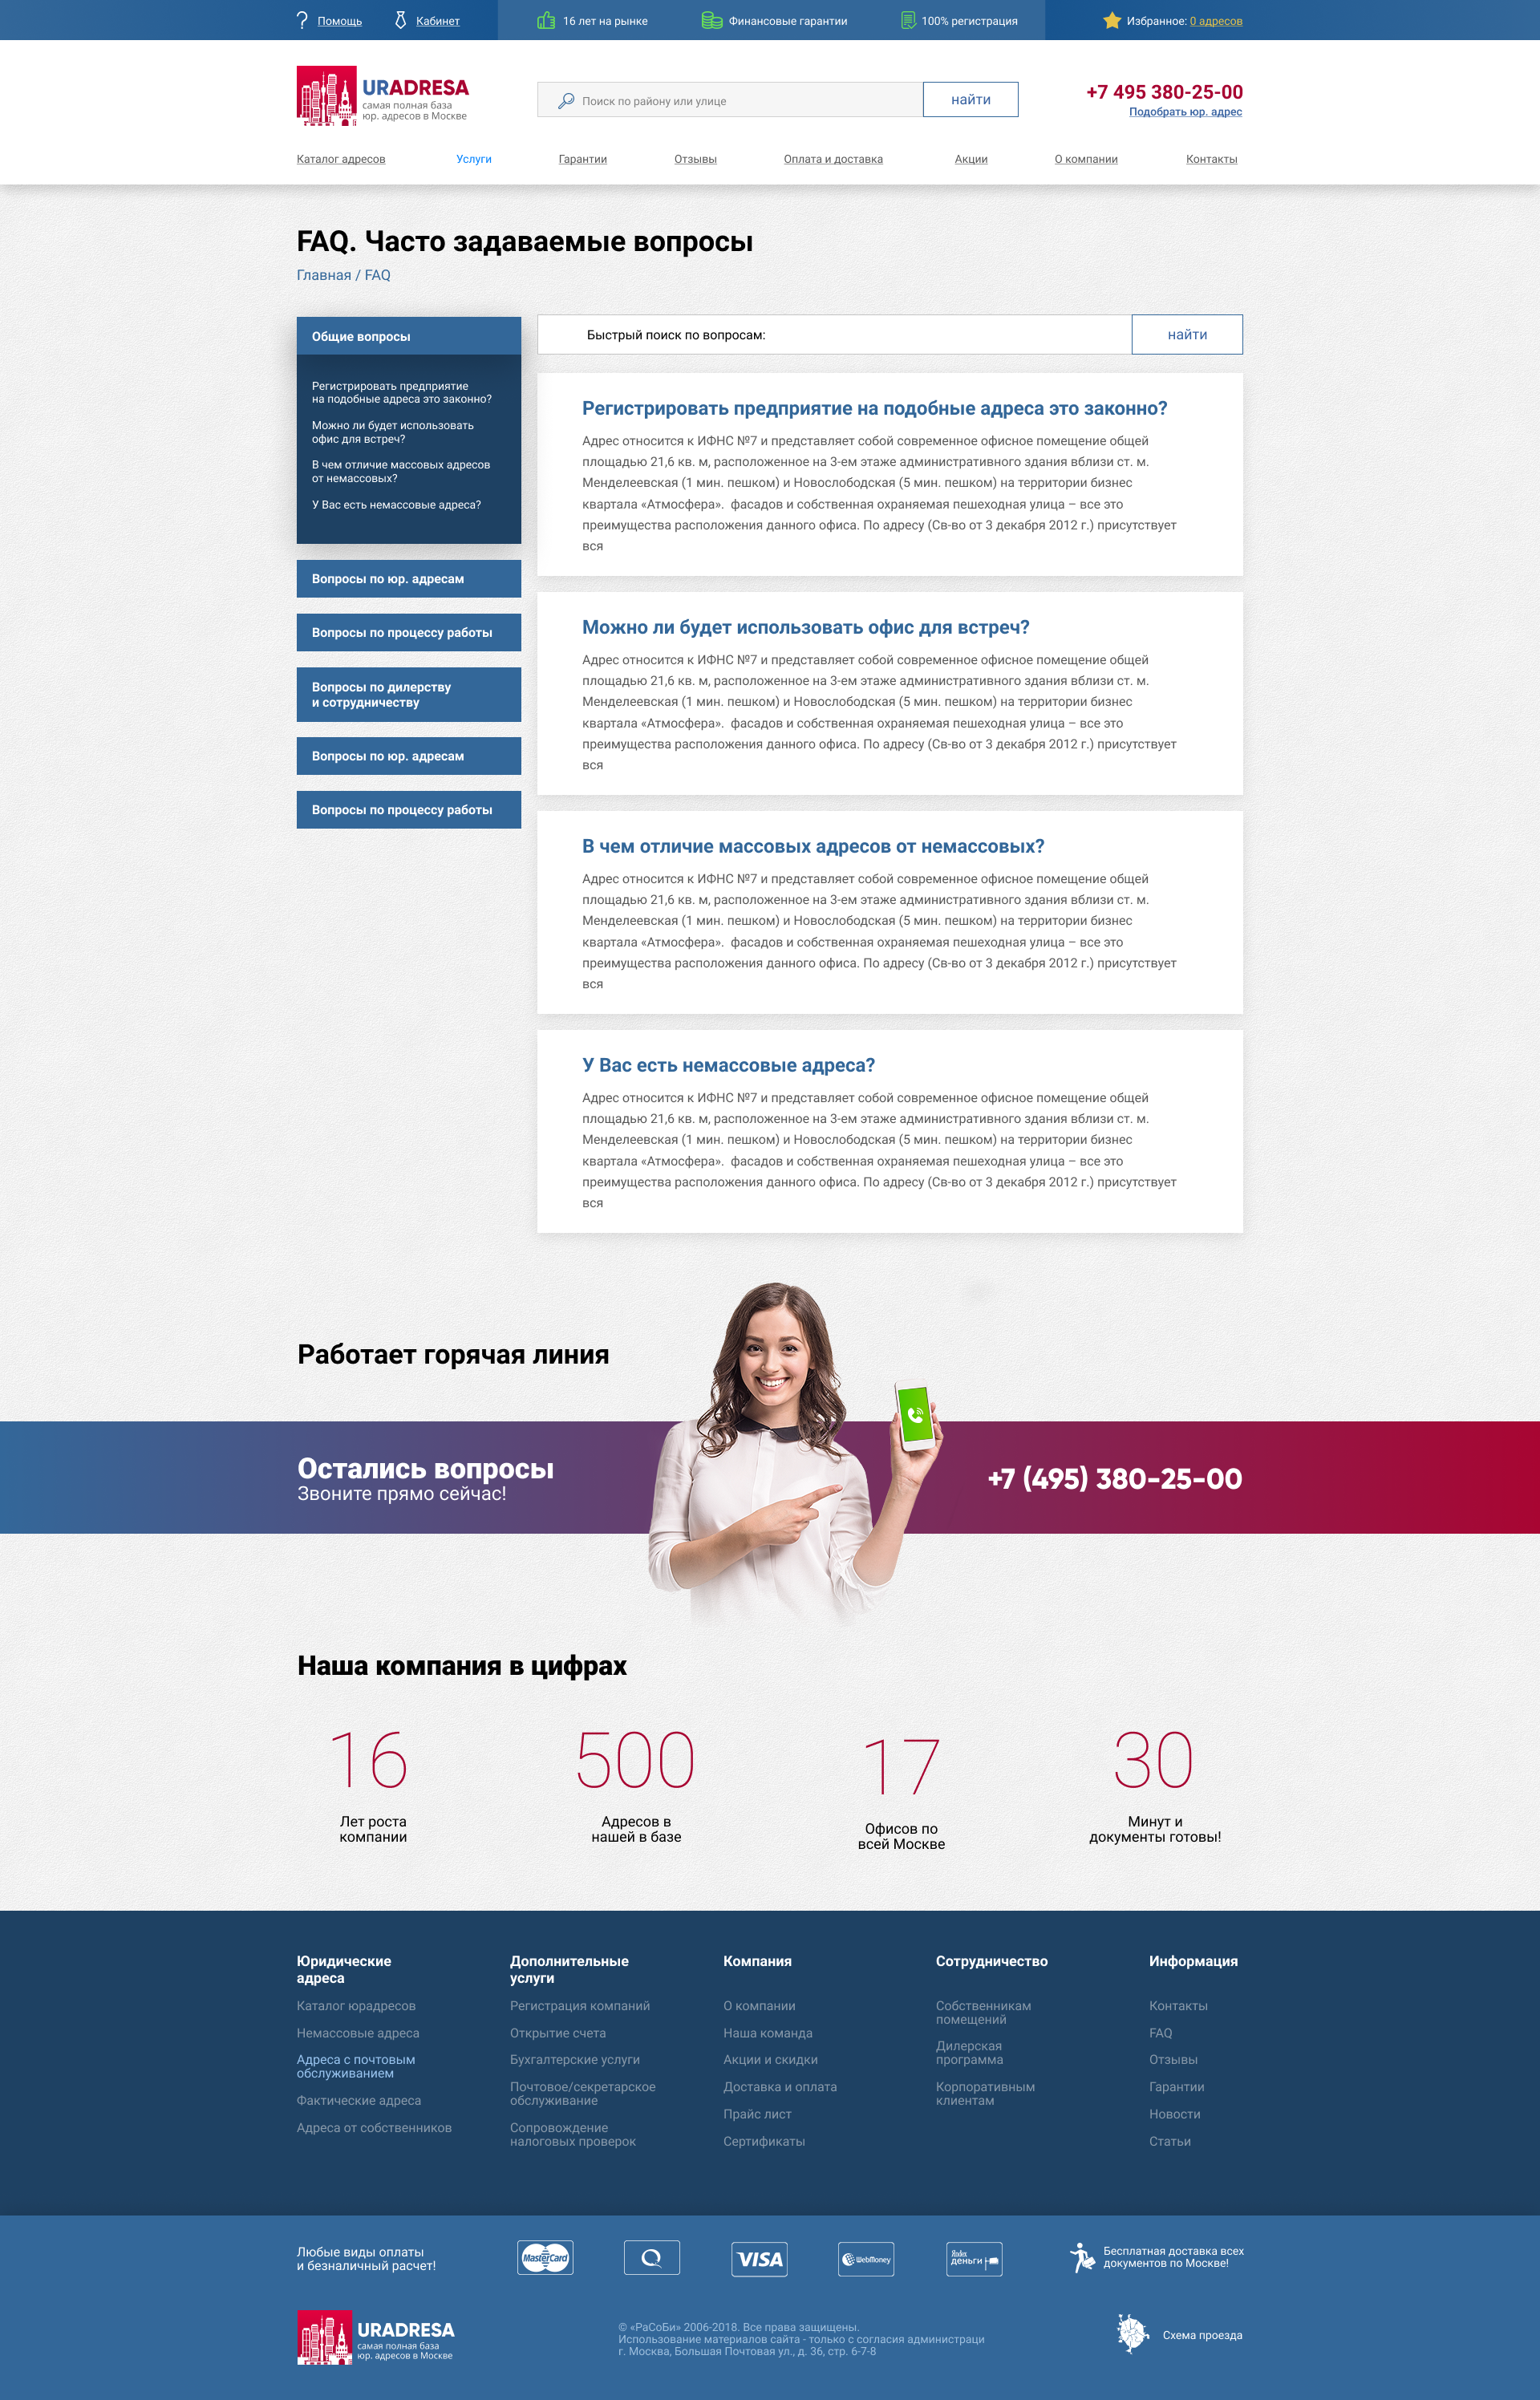 Помощь
Кабинет
16 лет на рынке
Финансовые гарантии
100% регистрация
Избранное: 0 адресов
URADRESA
самая полная база
юр. адресов в Москве
Поиск по району или улице
найти
+7 495 380-25-00
Подобрать юр. адрес
Каталог адресов
Услуги
Гарантии
Отзывы
Оплата и доставка
Акции
О компании
Контакты
FAQ. Часто задаваемые вопросы
Главная / FAQ
Общие вопросы
Регистрировать предприятие
на подобные адреса это законно?
Можно ли будет использовать
офис для встреч?
В чем отличие массовых адресов
от немассовых?
У Вас есть немассовые адреса?
Вопросы по юр. адресам
Вопросы по процессу работы
Вопросы по дилерству
и сотрудничеству
Вопросы по юр. адресам
Вопросы по процессу работы
Быстрый поиск по вопросам:
найти
Регистрировать предприятие на подобные адреса это законно?
Адрес относится к ИФНС №7 и представляет собой современное офисное помещение общей
площадью 21,6 кв. м, расположенное на 3-ем этаже административного здания вблизи ст. м.
Менделеевская (1 мин. пешком) и Новослободская (5 мин. пешком) на территории бизнес
квартала «Атмосфера».  фасадов и собственная охраняемая пешеходная улица – все это
преимущества расположения данного офиса. По адресу (Св-во от 3 декабря 2012 г.) присутствует
вся
Можно ли будет использовать офис для встреч?
Адрес относится к ИФНС №7 и представляет собой современное офисное помещение общей
площадью 21,6 кв. м, расположенное на 3-ем этаже административного здания вблизи ст. м.
Менделеевская (1 мин. пешком) и Новослободская (5 мин. пешком) на территории бизнес
квартала «Атмосфера».  фасадов и собственная охраняемая пешеходная улица – все это
преимущества расположения данного офиса. По адресу (Св-во от 3 декабря 2012 г.) присутствует
вся
В чем отличие массовых адресов от немассовых?
Адрес относится к ИФНС №7 и представляет собой современное офисное помещение общей
площадью 21,6 кв. м, расположенное на 3-ем этаже административного здания вблизи ст. м.
Менделеевская (1 мин. пешком) и Новослободская (5 мин. пешком) на территории бизнес
квартала «Атмосфера».  фасадов и собственная охраняемая пешеходная улица – все это
преимущества расположения данного офиса. По адресу (Св-во от 3 декабря 2012 г.) присутствует
вся
У Вас есть немассовые адреса?
Адрес относится к ИФНС №7 и представляет собой современное офисное помещение общей
площадью 21,6 кв. м, расположенное на 3-ем этаже административного здания вблизи ст. м.
Менделеевская (1 мин. пешком) и Новослободская (5 мин. пешком) на территории бизнес
квартала «Атмосфера».  фасадов и собственная охраняемая пешеходная улица – все это
преимущества расположения данного офиса. По адресу (Св-во от 3 декабря 2012 г.) присутствует
вся
Работает горячая линия
Остались вопросы
Звоните прямо сейчас!
+7 (495) 380-25-00
Наша компания в цифрах
16
Лет роста
компании
500
Адресов в
нашей в базе
17
Офисов по
всей Москве
30
Минут и
документы готовы!
Юридические
адреса
Каталог юрадресов
Немассовые адреса
Адреса с почтовым
обслуживанием
Фактические адреса
Адреса от собственников
Дополнительные
услуги
Регистрация компаний
Открытие счета
Бухгалтерские услуги
Почтовое/секретарское
обслуживание
Сопровождение
налоговых проверок
Компания
О компании
Наша команда
Акции и скидки
Доставка и оплата
Прайс лист
Сертификаты
Сотрудничество
Собственникам
помещений
Дилерская
программа
Корпоративным
клиентам
Информация
Контакты
FAQ
Отзывы
Гарантии
Новости
Статьи
Любые виды оплаты
и безналичный расчет!
MasterCard
VISA
WebMoney
Яndex
деньги
Бесплатная доставка всех
документов по Москве!
URADRESA
самая полная база
юр. адресов в Москве
© «РаСоБи» 2006-2018. Все права защищены.
Использование материалов сайта - только с согласия администраци
г. Москва, Большая Почтовая ул., д. 36, стр. 6-7-8
Схема проезда